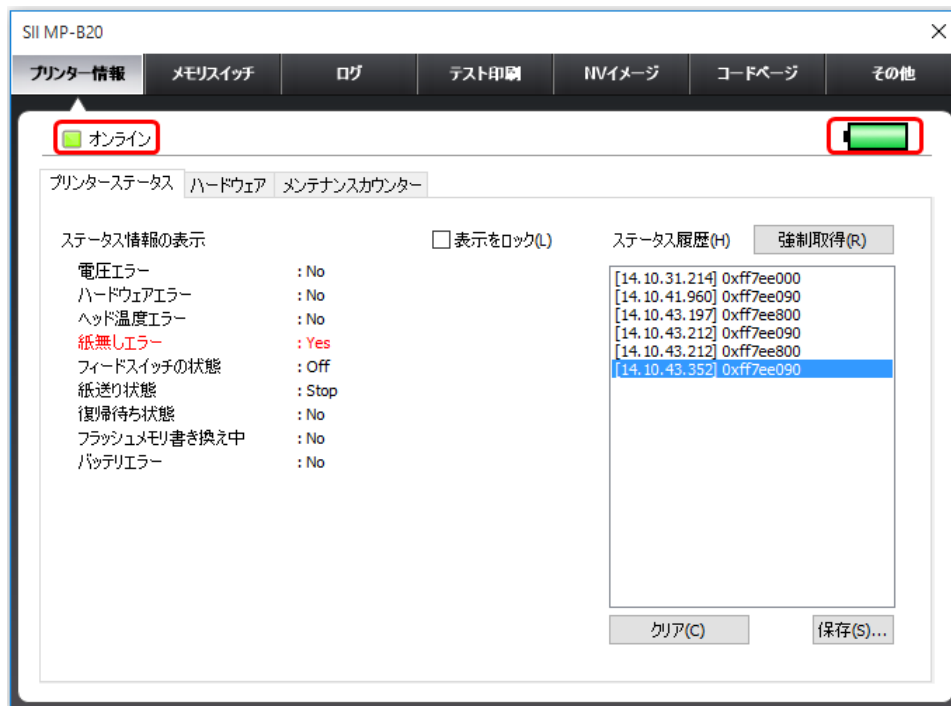 SII MP-B20
プリンター情報 メモリスイッチ ログ テスト印刷 NVイメージ コードページ その他
オンライン
プリンターステータス ハードウェア メンテナンスカウンター
ステータス情報の表示 表示をロック(L) ステータス履歴(H) 強制取得(R)
電圧エラー : No
ハードウェアエラー : No
ヘッド温度エラー : No
紙無しエラー : Yes
フィードスイッチの状態 : Off
紙送り状態 : Stop
復帰待ち状態 : No
フラッシュメモリ書き換え中 : No
バッテリエラー : No
[14.10.31.214] 0xff7ee000
[14.10.41.960] 0xff7ee090
[14.10.43.197] 0xff7ee800
[14.10.43.212] 0xff7ee090
[14.10.43.212] 0xff7ee800
[14.10.43.352] 0xff7ee090
クリア(C) 保存(S)...